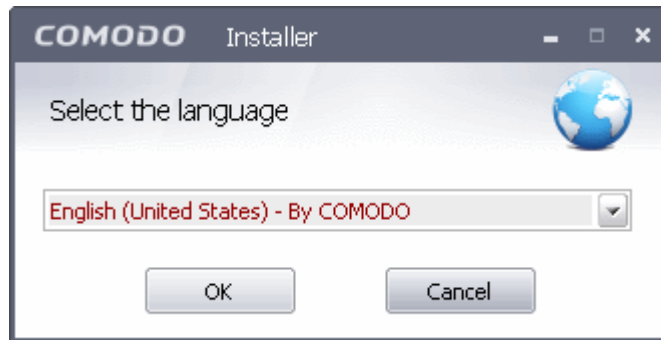 COMODO Installer
Select the language
English (United States) - By COMODO
OK Cancel